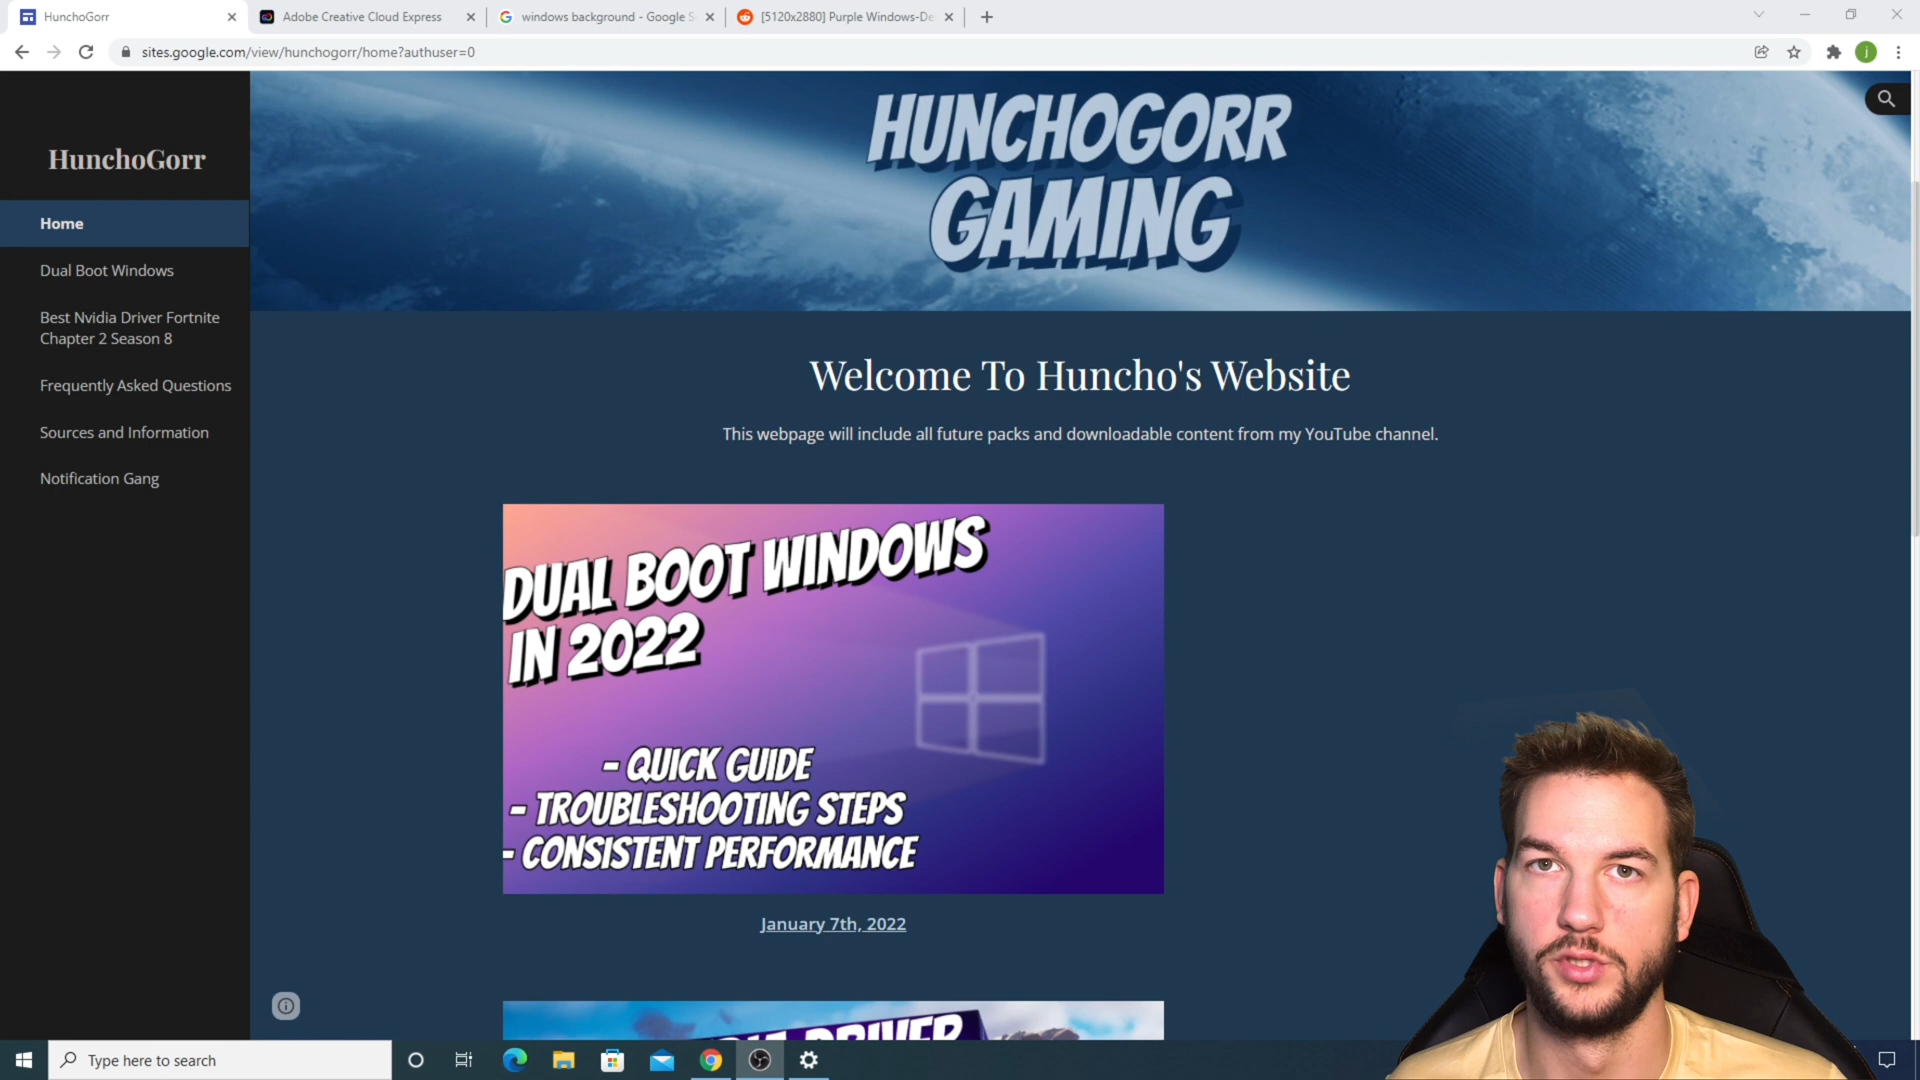 HunchoGorr
Adobe Creative Cloud Express
windows background - Google S
[5120x2880] Purple Windows-De
sites.google.com/view/hunchogorr/home?authuser=0
j
HUNCHOGORR
GAMING
HunchoGorr
Home
Dual Boot Windows
Best Nvidia Driver Fortnite
Chapter 2 Season 8
Frequently Asked Questions
Sources and Information
Notification Gang
Welcome To Huncho's Website
This webpage will include all future packs and downloadable content from my YouTube channel.
DUAL BOOT WINDOWS
IN 2022
- QUICK GUIDE
- TROUBLESHOOTING STEPS
- CONSISTENT PERFORMANCE
January 7th, 2022
DRIVER
Type here to search